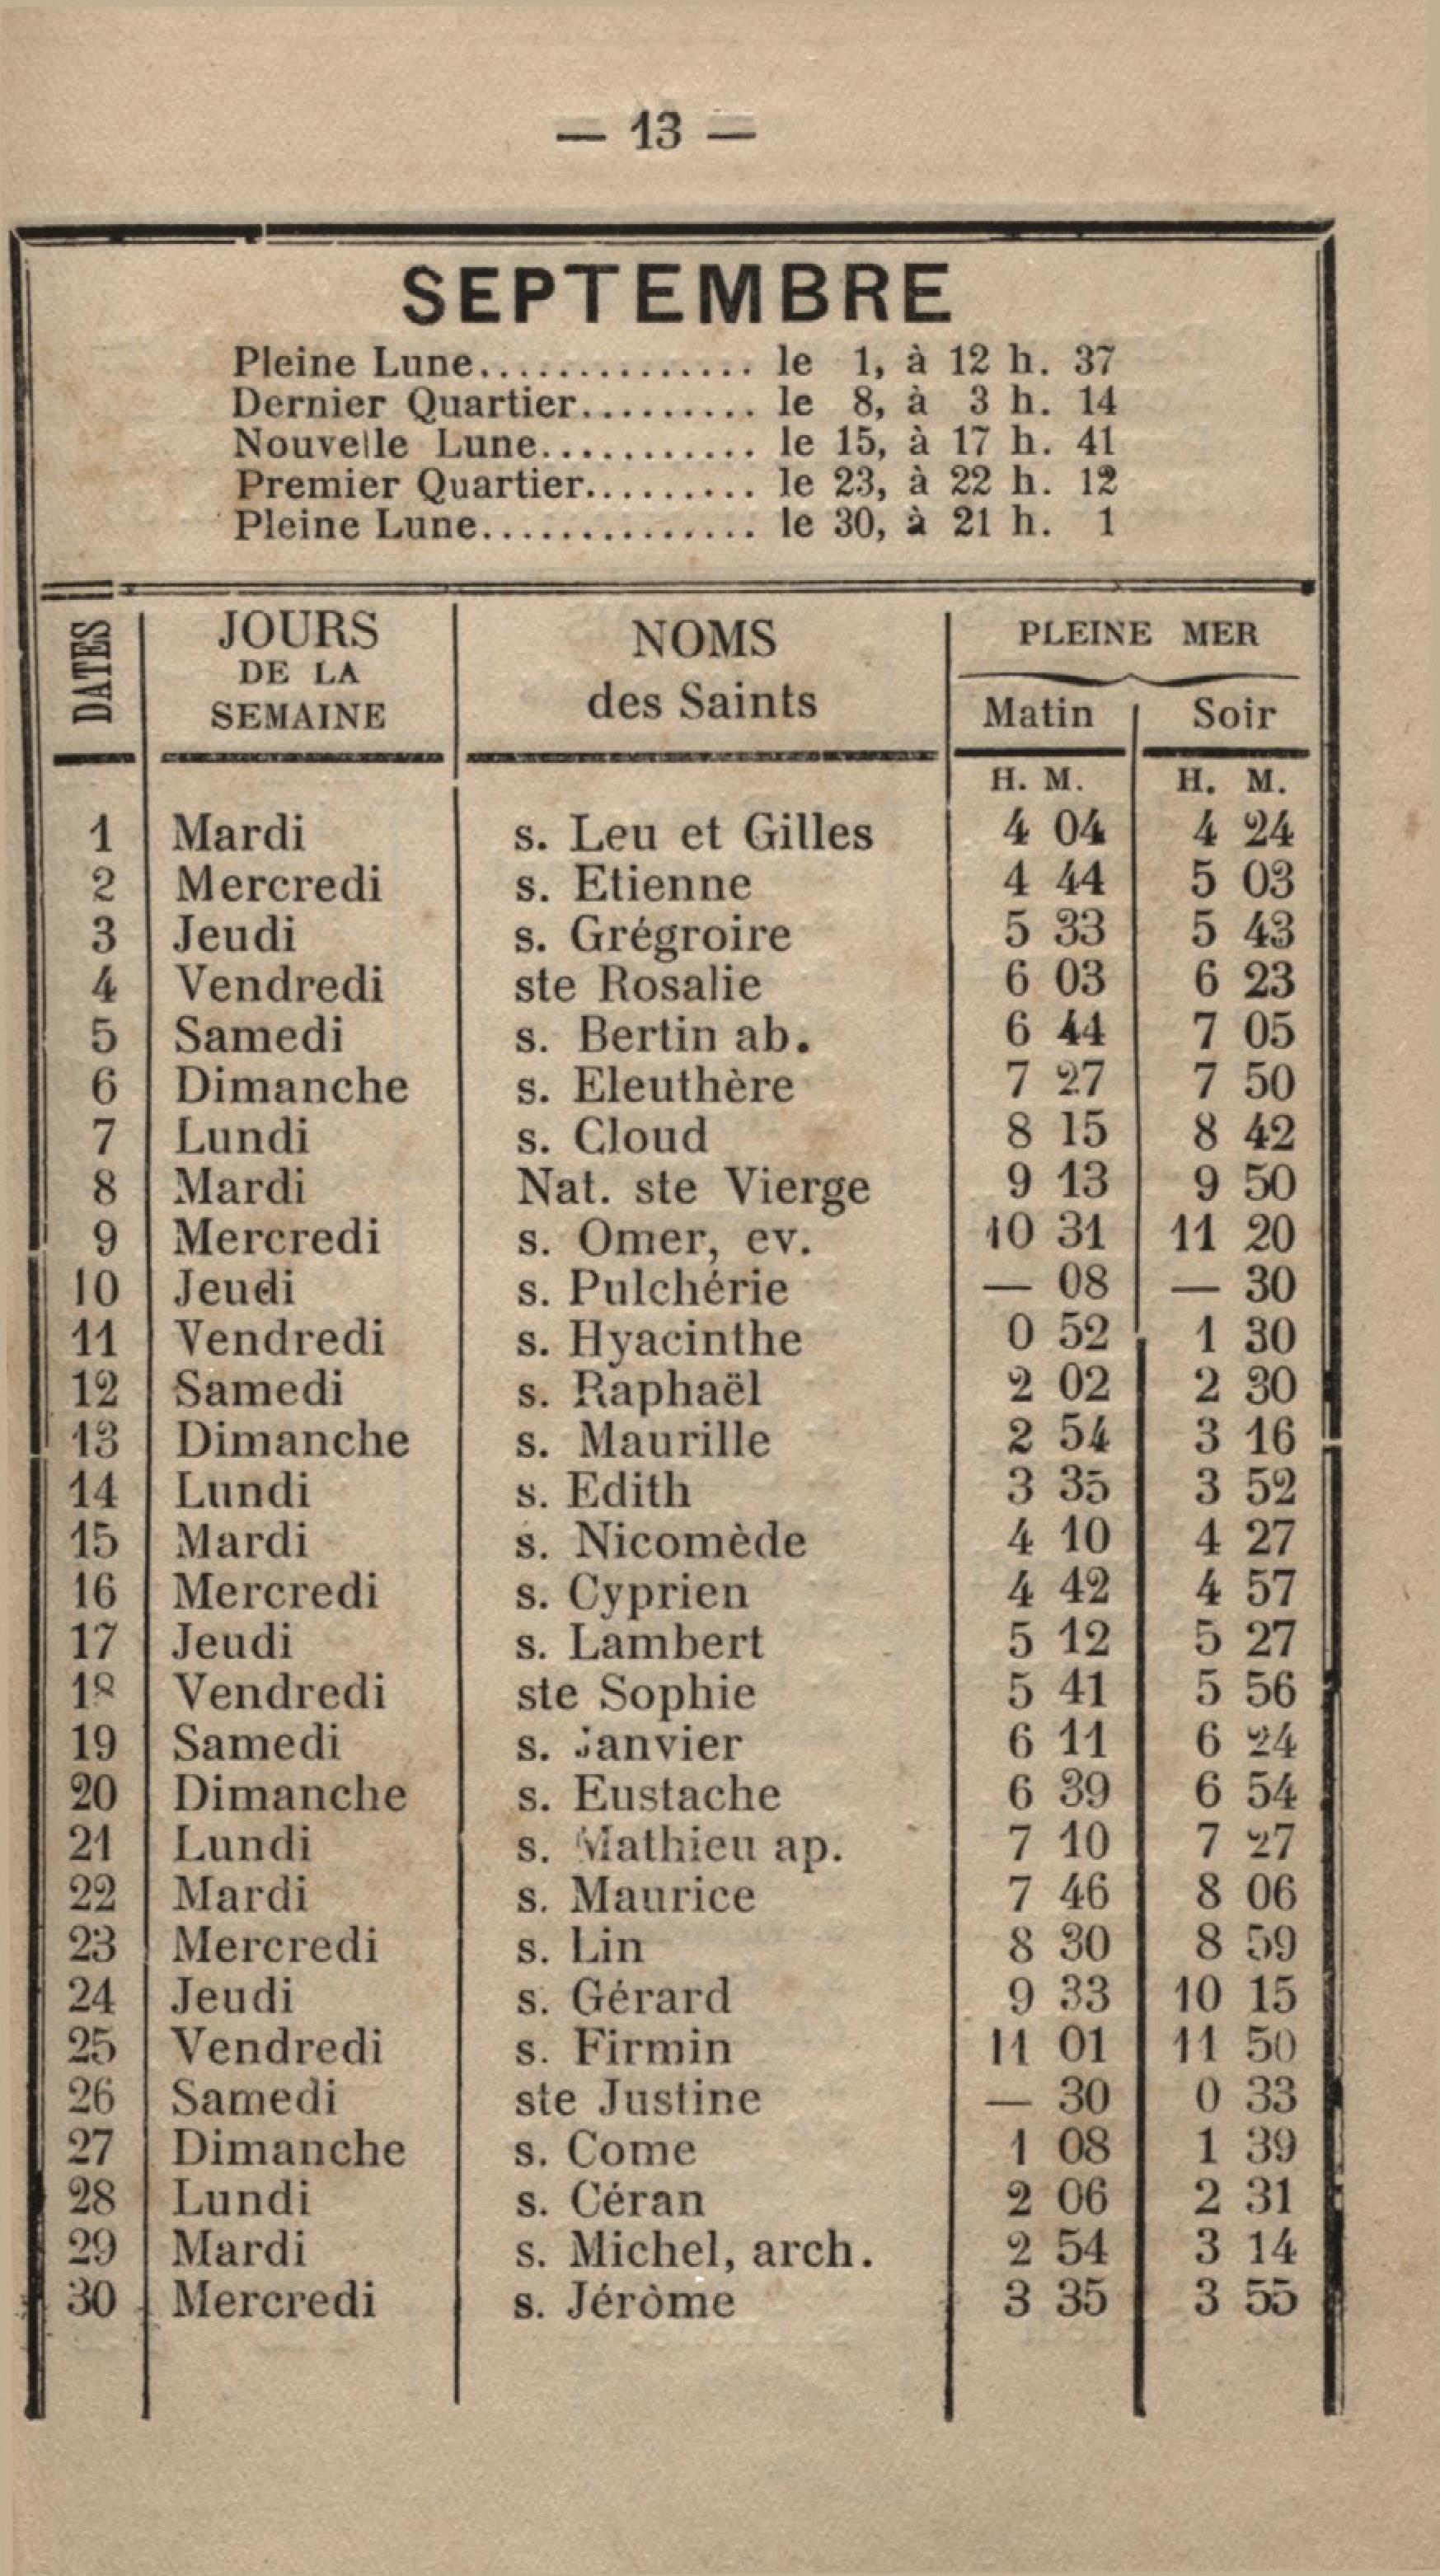 — 13 —
SEPTEMBRE
Pleine Lune.............. le 1, à 12 h. 37
Dernier Quartier......... le 8, à 3 h. 14
Nouvelle Lune........... le 15, à 17 h. 41
Premier Quartier......... le 23, à 22 h. 12
Pleine Lune.............. le 30, à 21 h. 1
DATES JOURS DE LA SEMAINE NOMS des Saints PLEINE MER
Matin Soir
H. M. H. M.
1 Mardi s. Leu et Gilles 4 04 4 24
2 Mercredi s. Etienne 4 44 5 03
3 Jeudi s. Grégroire 5 33 5 43
4 Vendredi ste Rosalie 6 03 6 23
5 Samedi s. Bertin ab. 6 44 7 05
6 Dimanche s. Eleuthère 7 27 7 50
7 Lundi s. Cloud 8 15 8 42
8 Mardi Nat. ste Vierge 9 13 9 50
9 Mercredi s. Omer, ev. 10 31 11 20
10 Jeudi s. Pulchérie — 08 — 30
11 Vendredi s. Hyacinthe 0 52 1 30
12 Samedi s. Raphaël 2 02 2 30
13 Dimanche s. Maurille 2 54 3 16
14 Lundi s. Edith 3 35 3 52
15 Mardi s. Nicomède 4 10 4 27
16 Mercredi s. Cyprien 4 42 4 57
17 Jeudi s. Lambert 5 12 5 27
18 Vendredi ste Sophie 5 41 5 56
19 Samedi s. Janvier 6 11 6 24
20 Dimanche s. Eustache 6 39 6 54
21 Lundi s. Mathieu ap. 7 10 7 27
22 Mardi s. Maurice 7 46 8 06
23 Mercredi s. Lin 8 30 8 59
24 Jeudi s. Gérard 9 33 10 15
25 Vendredi s. Firmin 11 01 11 50
26 Samedi ste Justine — 30 0 33
27 Dimanche s. Come 1 08 1 39
28 Lundi s. Céran 2 06 2 31
29 Mardi s. Michel, arch. 2 54 3 14
30 Mercredi s. Jéròme 3 35 3 55